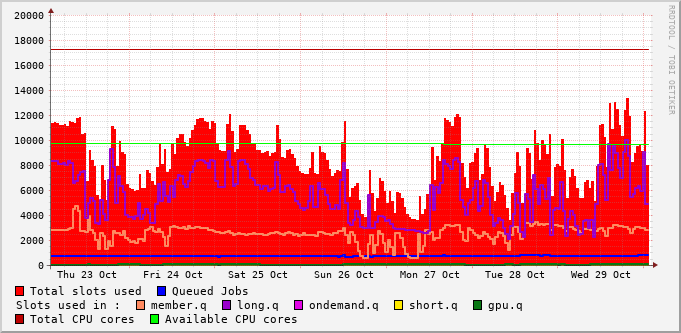 20000
18000
16000
14000
12000
10000
8000
6000
4000
2000
0
Thu 23 Oct Fri 24 Oct Sat 25 Oct Sun 26 Oct Mon 27 Oct Tue 28 Oct Wed 29 Oct
RRDTOOL / TOBI OETIKER
Total slots used Queued Jobs
Slots used in : member.q long.q ondemand.q short.q gpu.q
Total CPU cores Available CPU cores